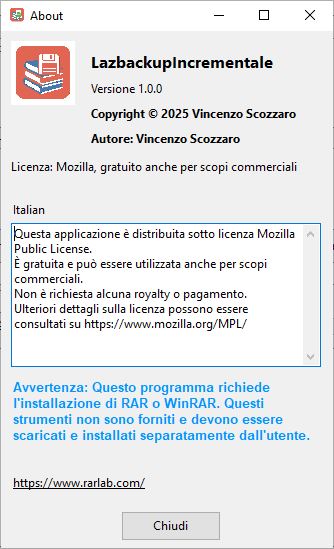 About
LazbackupIncrementale
Versione 1.0.0
Copyright © 2025 Vincenzo Scozzaro
Autore: Vincenzo Scozzaro
Licenza: Mozilla, gratuito anche per scopi commerciali
Italian
Questa applicazione è distribuita sotto licenza Mozilla
Public License.
È gratuita e può essere utilizzata anche per scopi
commerciali.
Non è richiesta alcuna royalty o pagamento.
Ulteriori dettagli sulla licenza possono essere
consultati su https://www.mozilla.org/MPL/
Avvertenza: Questo programma richiede
l'installazione di RAR o WinRAR. Questi
strumenti non sono forniti e devono essere
scaricati e installati separatamente dall'utente.
https://www.rarlab.com/
Chiudi